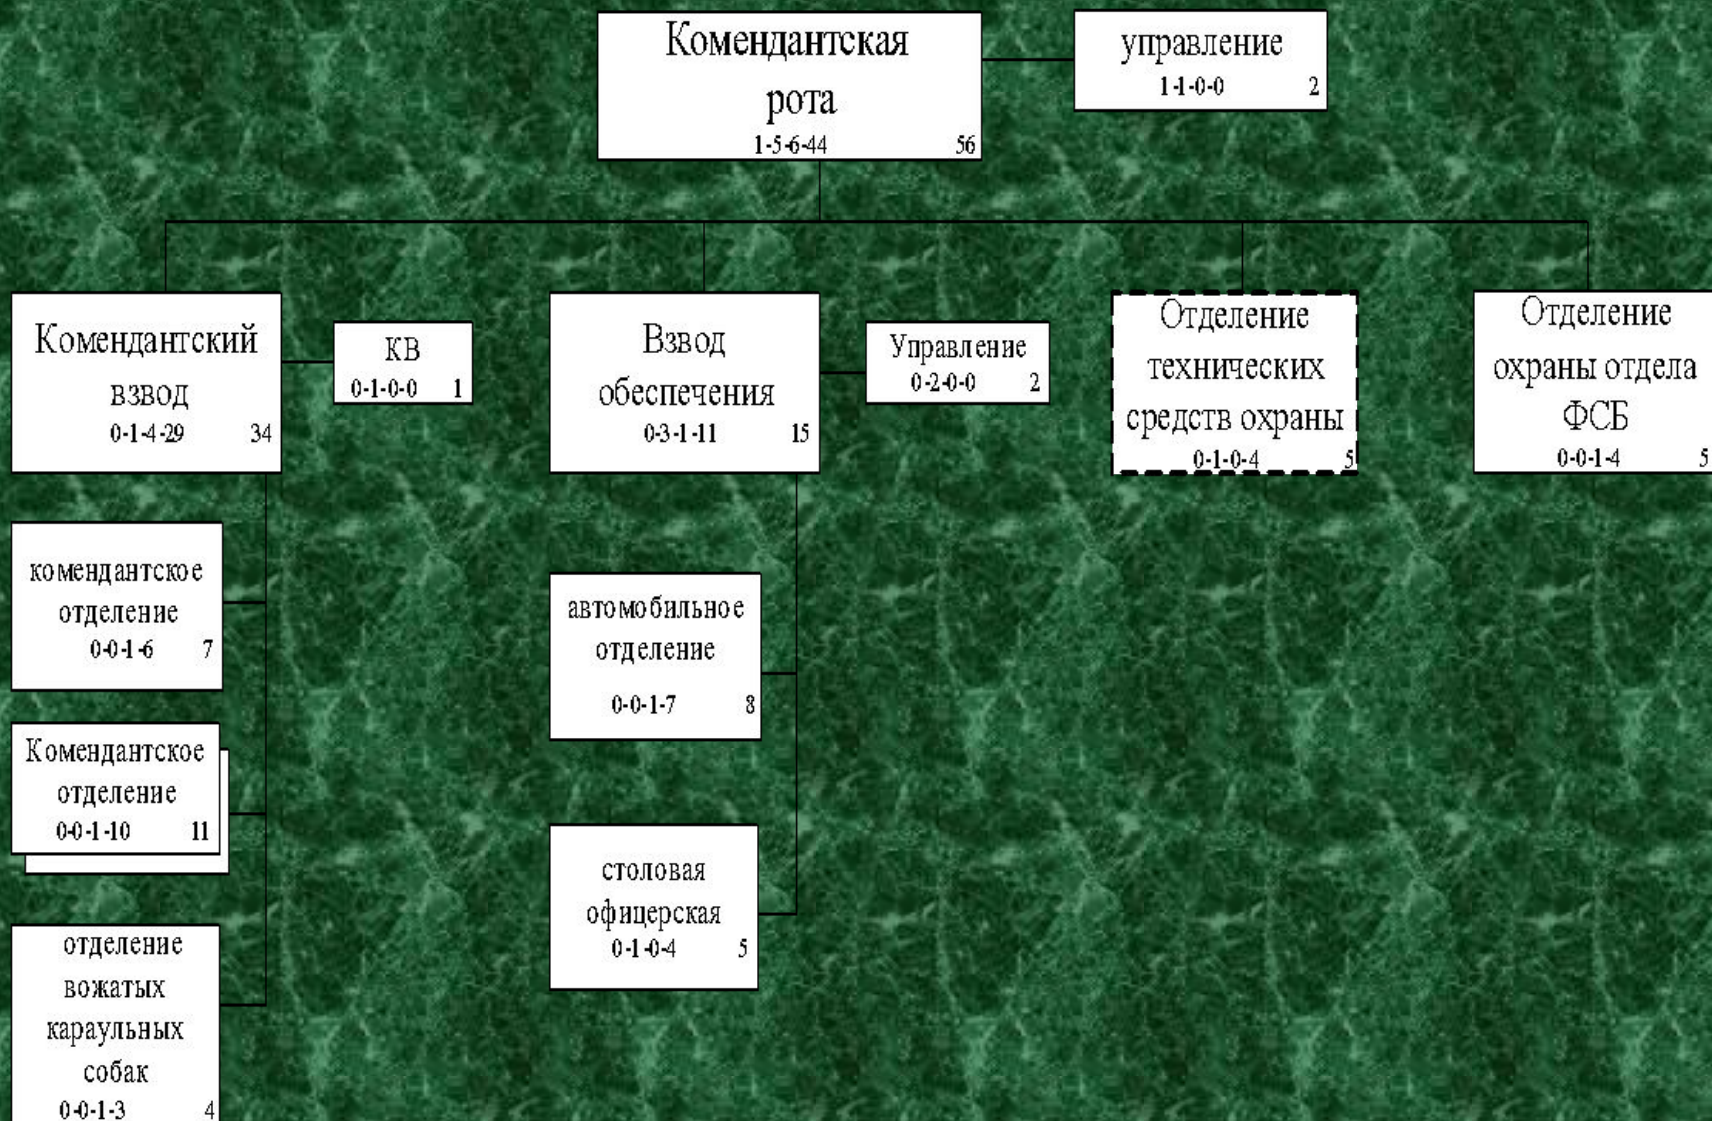 Комендантская
рота
1-5-6-44 56
управление
1-1-0-0 2
Комендантский
взвод
0-1-4-29 34
КВ
0-1-0-0 1
Взвод
обеспечения
0-3-1-11 15
Управление
0-2-0-0 2
Отделение
технических
средств охраны
0-1-0-4 5
Отделение
охраны отдела
ФСБ
0-0-1-4 5
комендантское
отделение
0-0-1-6 7
Комендантское
отделение
0-0-1-10 11
отделение
вожатых
караульных
собак
0-0-1-3 4
автомобильное
отделение
0-0-1-7 8
столовая
офицерская
0-1-0-4 5